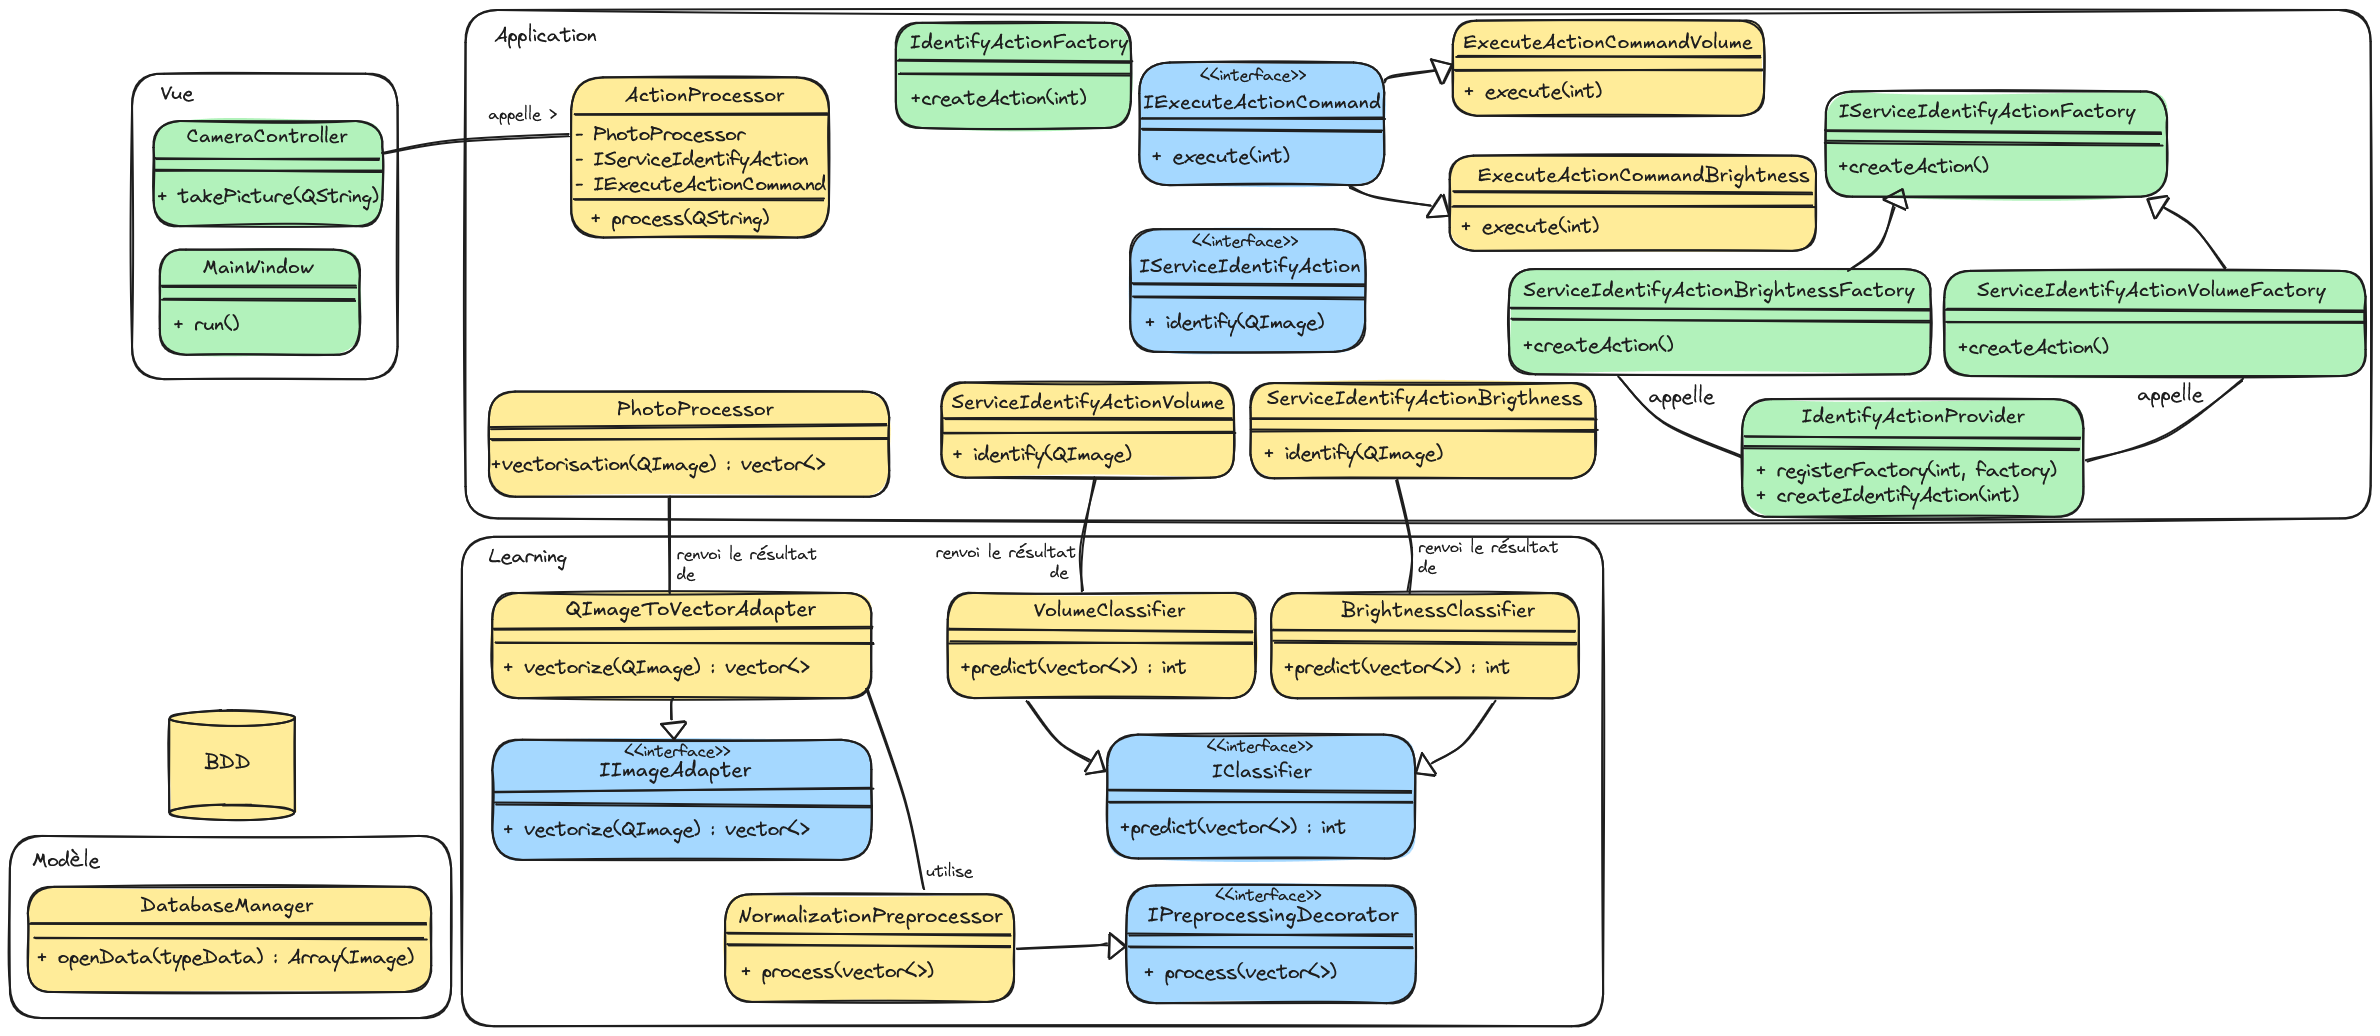 Vue
CameraController
+ takePicture(QString)
MainWindow
+ run()
appelle >
Application
ActionProcessor
- PhotoProcessor
- IServiceIdentifyAction
- IExecuteActionCommand
+ process(QString)
IdentifyActionFactory
+createAction(int)
<<interface>>
IExecuteActionCommand
+ execute(int)
ExecuteActionCommandVolume
+ execute(int)
ExecuteActionCommandBrightness
+ execute(int)
<<interface>>
IServiceIdentifyAction
+ identify(QImage)
IServiceIdentifyActionFactory
+createAction()
ServiceIdentifyActionBrightnessFactory
+createAction()
ServiceIdentifyActionVolumeFactory
+createAction()
appelle
appelle
IdentifyActionProvider
+ registerFactory(int, factory)
+ createIdentifyAction(int)
PhotoProcessor
+vectorisation(QImage) : vector<>
ServiceIdentifyActionVolume
+ identify(QImage)
ServiceIdentifyActionBrigthness
+ identify(QImage)
Learning
renvoi le résultat
de
renvoi le résultat
de
renvoi le résultat
de
QImageToVectorAdapter
+ vectorize(QImage) : vector<>
VolumeClassifier
+predict(vector<>) : int
BrightnessClassifier
+predict(vector<>) : int
<<interface>>
IImageAdapter
+ vectorize(QImage) : vector<>
<<interface>>
IClassifier
+predict(vector<>) : int
utilise
NormalizationPreprocessor
+ process(vector<>)
<<interface>>
IPreprocessingDecorator
+ process(vector<>)
BDD
Modèle
DatabaseManager
+ openData(typeData) : Array(Image)